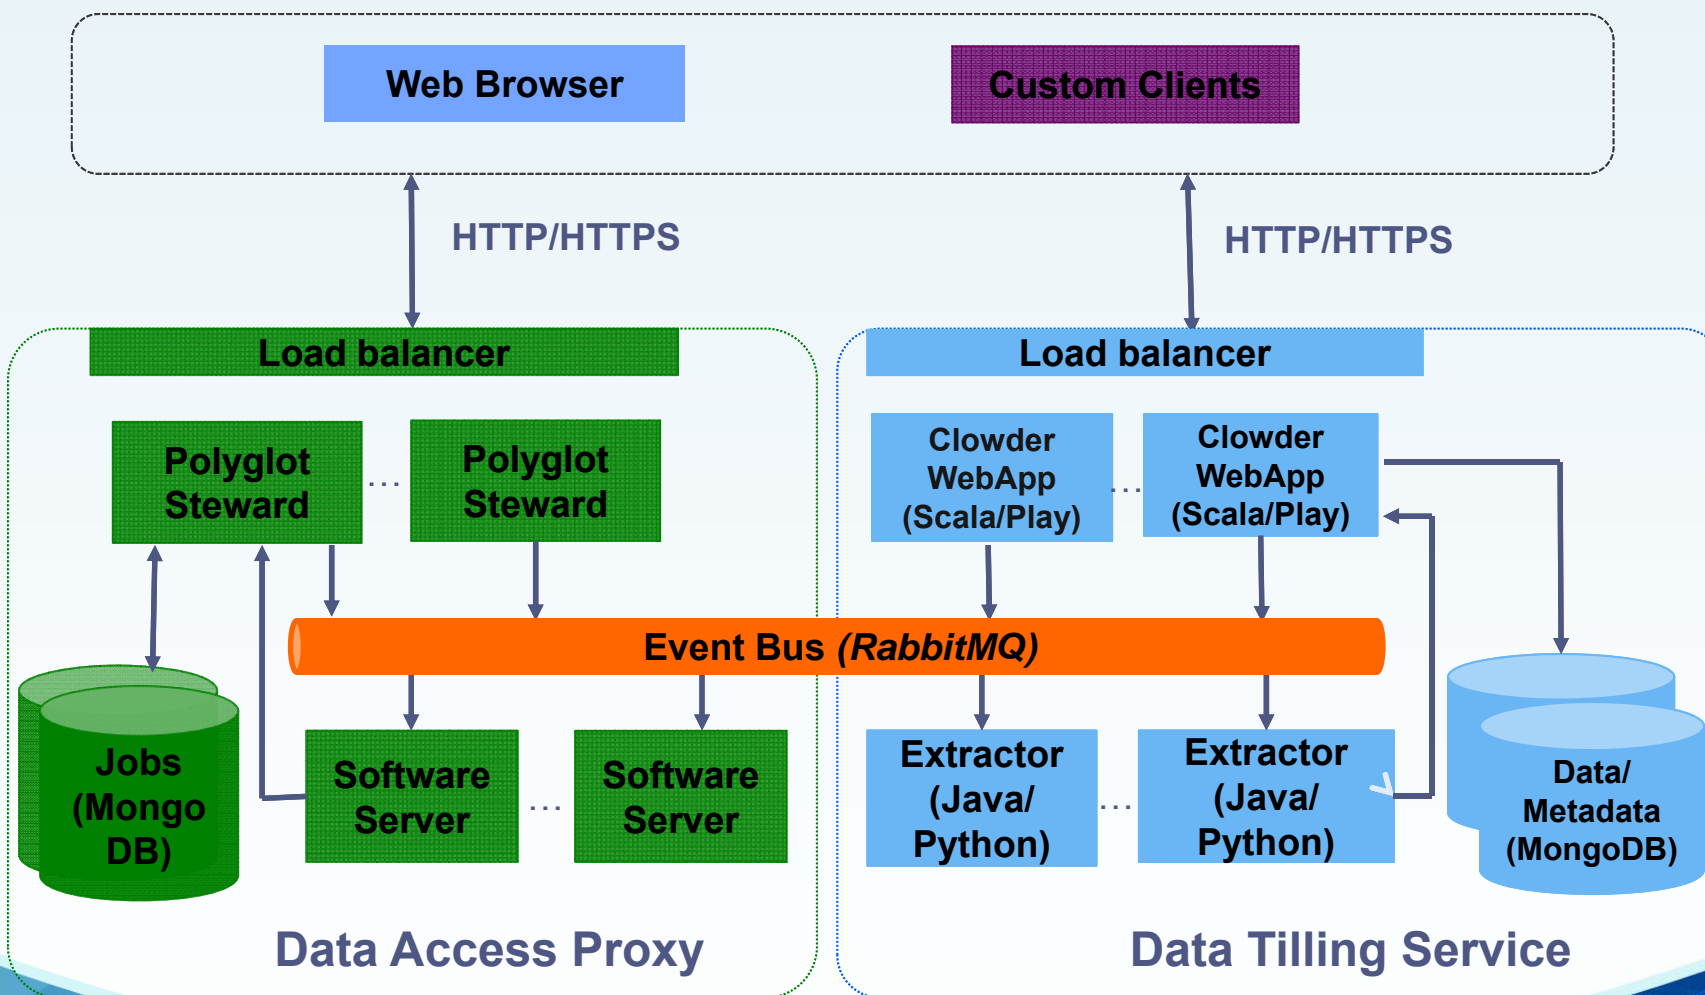 Web Browser
Custom Clients
HTTP/HTTPS
HTTP/HTTPS
Load balancer
Load balancer
Polyglot
Steward
...
Polyglot
Steward
Clowder
WebApp
(Scala/Play)
...
Clowder
WebApp
(Scala/Play)
Event Bus (RabbitMQ)
Jobs
(Mongo
DB)
Software
Server
...
Software
Server
Extractor
(Java/
Python)
...
Extractor
(Java/
Python)
Data/
Metadata
(MongoDB)
Data Access Proxy
Data Tilling Service